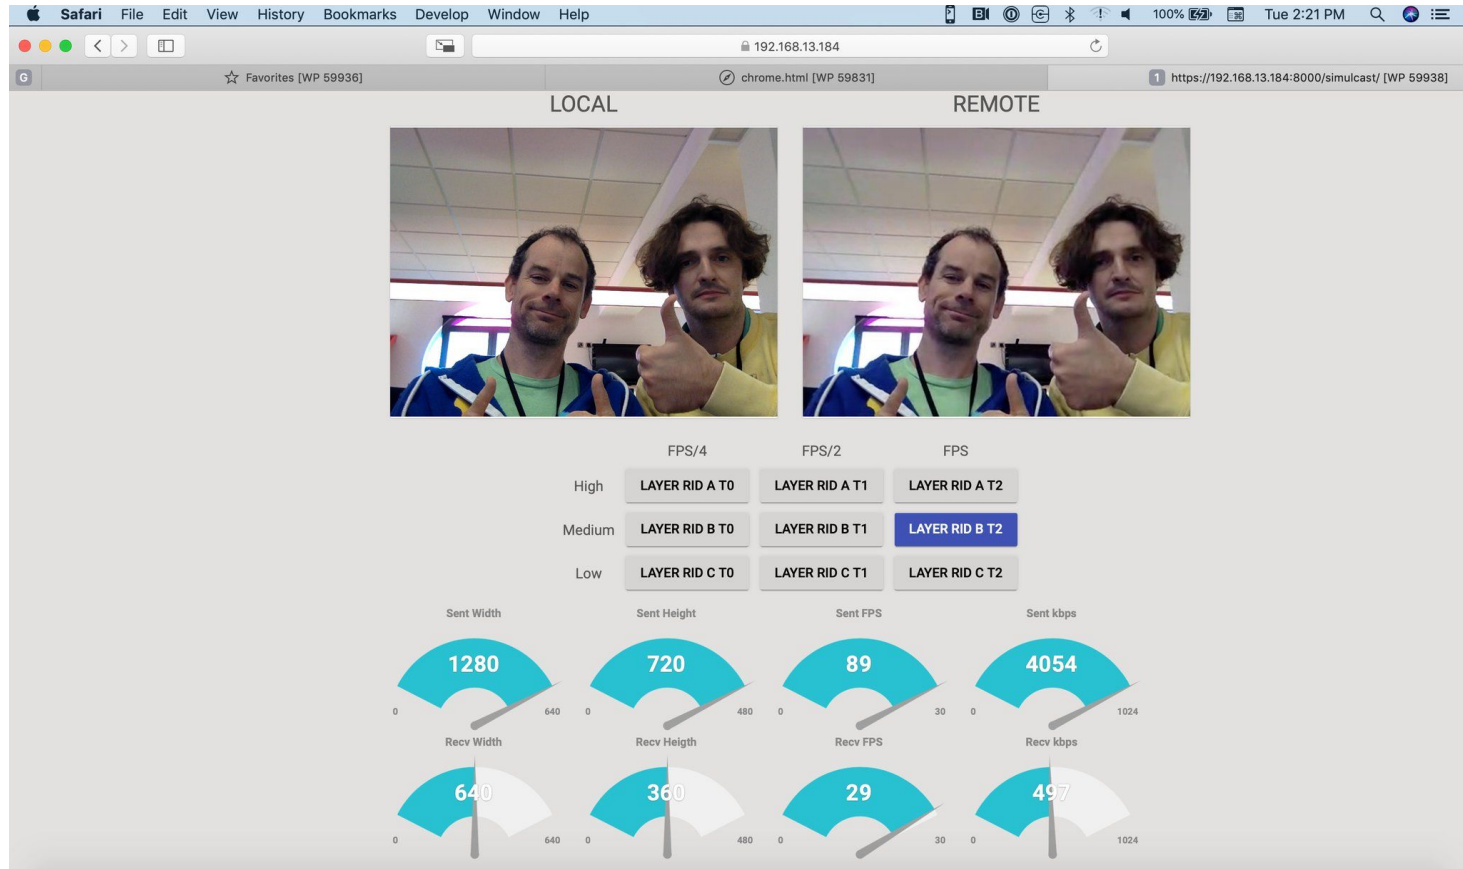 Safari File Edit View History Bookmarks Develop Window Help 100% Tue 2:21 PM
192.168.13.184
G Favorites [WP 59936] chrome.html [WP 59831] 1 https://192.168.13.184:8000/simulcast/ [WP 59938]
LOCAL REMOTE
FPS/4 FPS/2 FPS
High LAYER RID A T0 LAYER RID A T1 LAYER RID A T2
Medium LAYER RID B T0 LAYER RID B T1 LAYER RID B T2
Low LAYER RID C T0 LAYER RID C T1 LAYER RID C T2
Sent Width Sent Height Sent FPS Sent kbps
1280 720 89 4054
0 640 0 480 0 30 0 1024
Recv Width Recv Heigth Recv FPS Recv kbps
640 360 29 497
0 640 0 480 0 30 0 1024